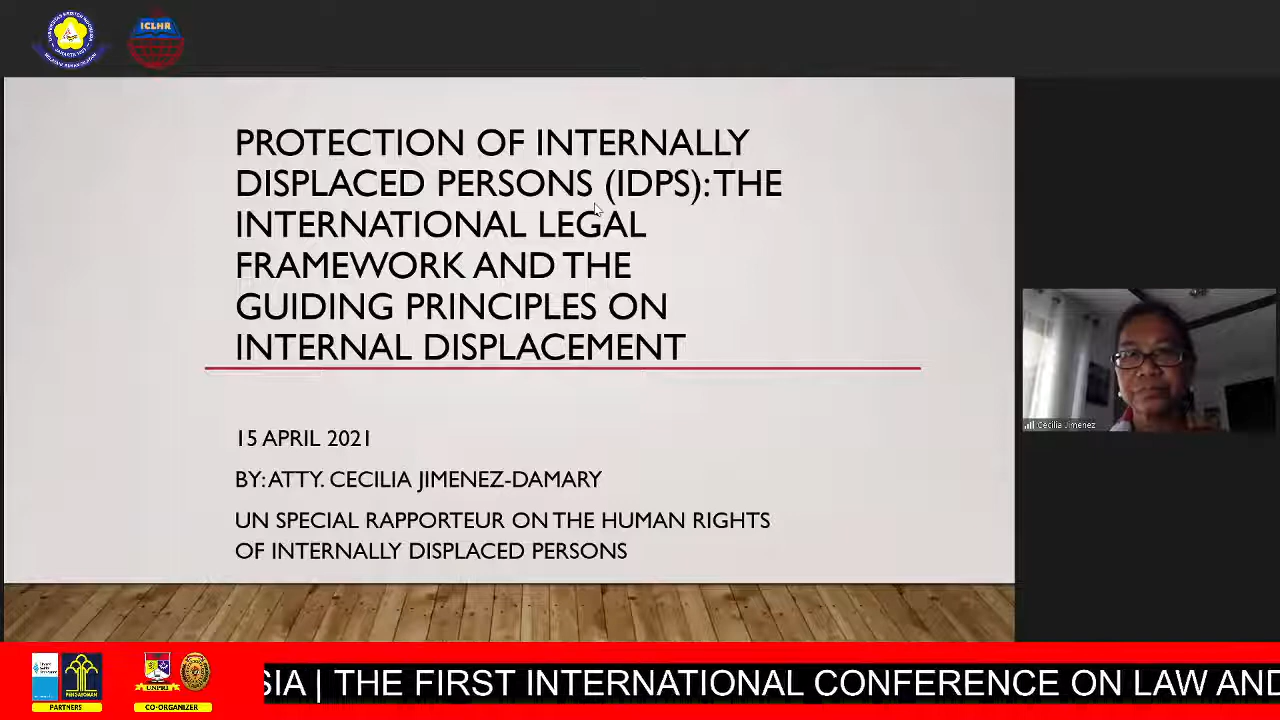 ICLHR
PROTECTION OF INTERNALLY
DISPLACED PERSONS (IDPS): THE
INTERNATIONAL LEGAL
FRAMEWORK AND THE
GUIDING PRINCIPLES ON
INTERNAL DISPLACEMENT
15 APRIL 2021
BY: ATTY. CECILIA JIMENEZ-DAMARY
UN SPECIAL RAPPORTEUR ON THE HUMAN RIGHTS
OF INTERNALLY DISPLACED PERSONS
Cecilia Jimenez
PENGAYOMAN
PARTNERS
UNPRI
CO-ORGANIZER
SIA | THE FIRST INTERNATIONAL CONFERENCE ON LAW AND